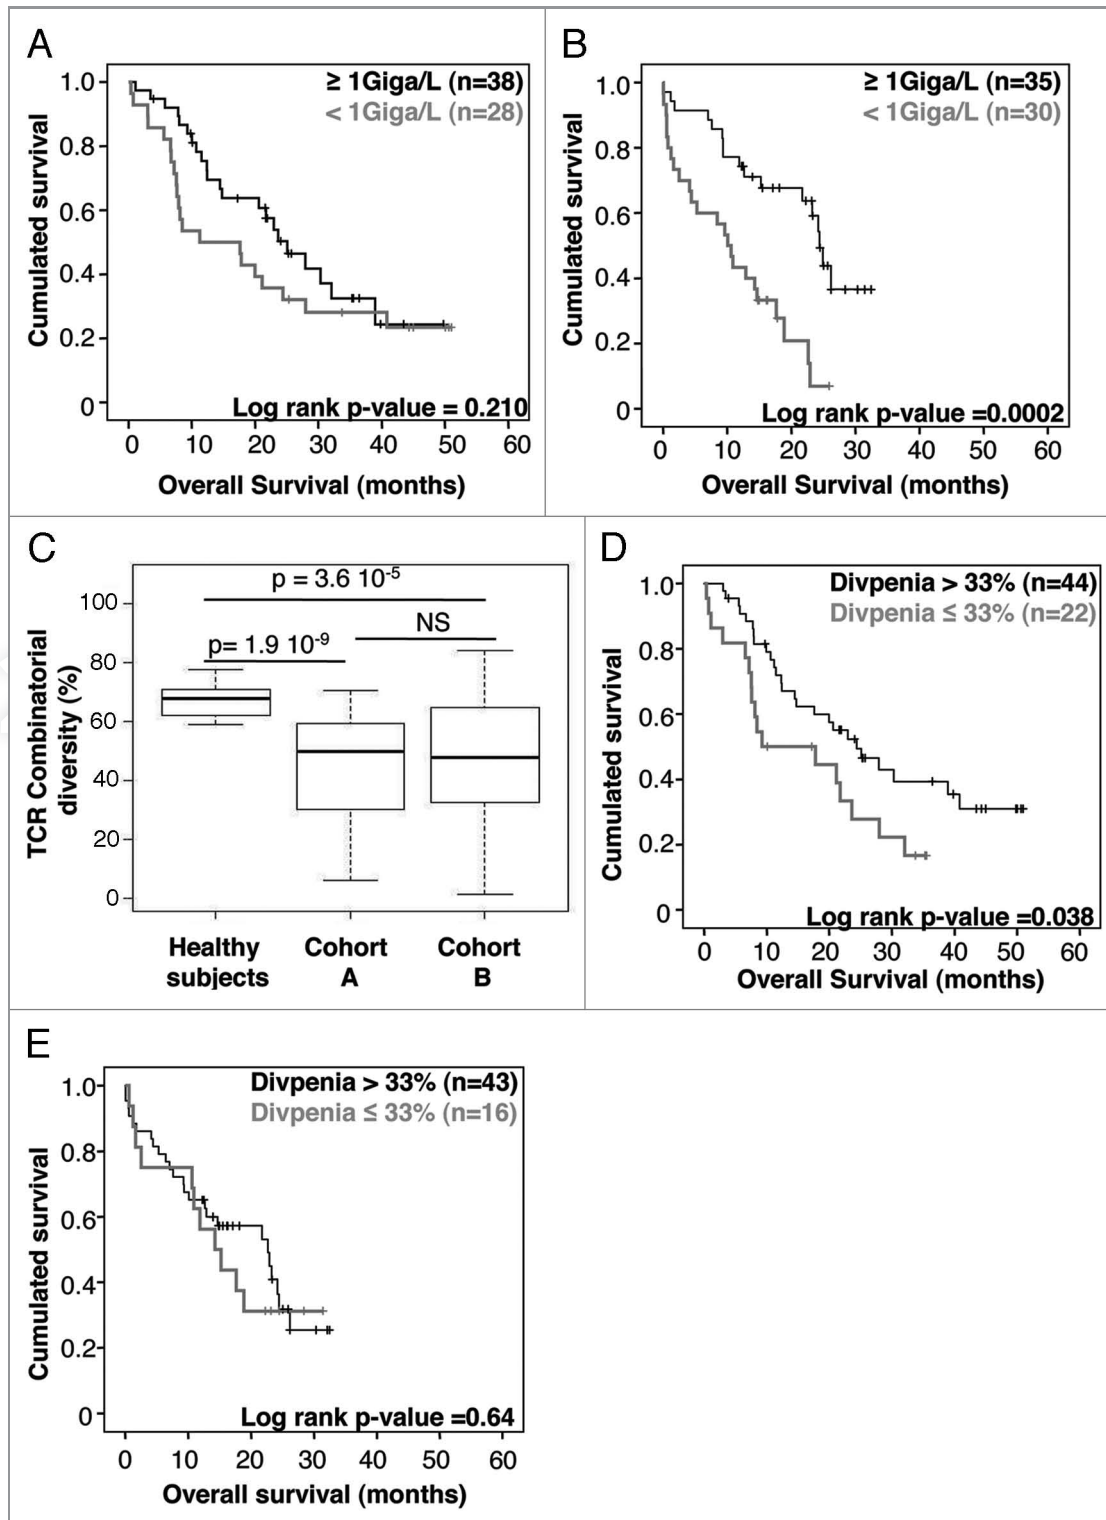 A
≥ 1Giga/L (n=38)
< 1Giga/L (n=28)
Cumulated survival
1.0
0.8
0.6
0.4
0.2
0
Log rank p-value = 0.210
0 10 20 30 40 50 60
Overall Survival (months)
B
≥ 1Giga/L (n=35)
< 1Giga/L (n=30)
Cumulated survival
1.0
0.8
0.6
0.4
0.2
0
Log rank p-value =0.0002
0 10 20 30 40 50 60
Overall Survival (months)
C
p = 3.6 10-5
NS
p= 1.9 10-9
TCR Combinatorial
diversity (%)
100
80
60
40
20
0
Healthy
subjects
Cohort
A
Cohort
B
D
Divpenia > 33% (n=44)
Divpenia ≤ 33% (n=22)
Cumulated survival
1.0
0.8
0.6
0.4
0.2
0
Log rank p-value =0.038
0 10 20 30 40 50 60
Overall Survival (months)
E
Divpenia > 33% (n=43)
Divpenia ≤ 33% (n=16)
Cumulated survival
1.0
0.8
0.6
0.4
0.2
0
Log rank p-value =0.64
0 10 20 30 40 50 60
Overall survival (months)